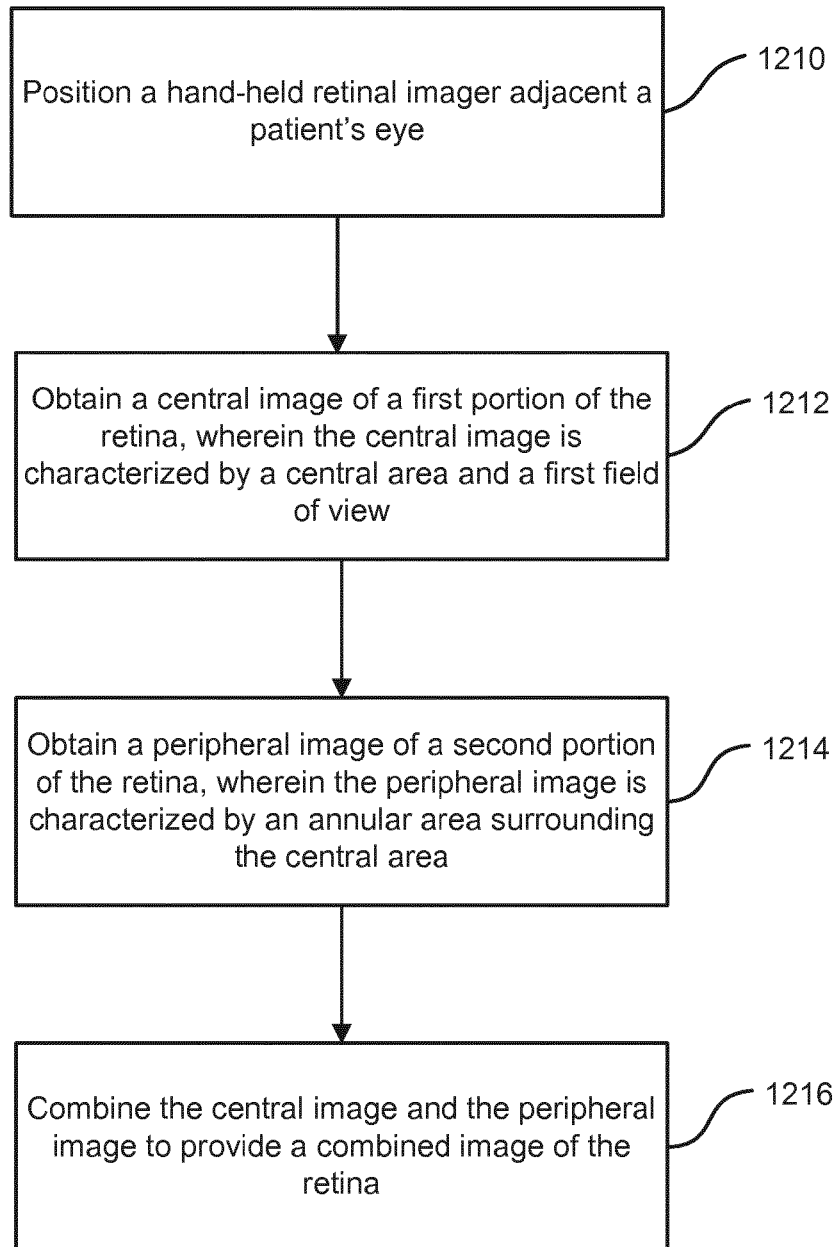 Position a hand-held retinal imager adjacent a
patient's eye
1210
Obtain a central image of a first portion of the
retina, wherein the central image is
characterized by a central area and a first field
of view
1212
Obtain a peripheral image of a second portion
of the retina, wherein the peripheral image is
characterized by an annular area surrounding
the central area
1214
Combine the central image and the peripheral
image to provide a combined image of the
retina
1216